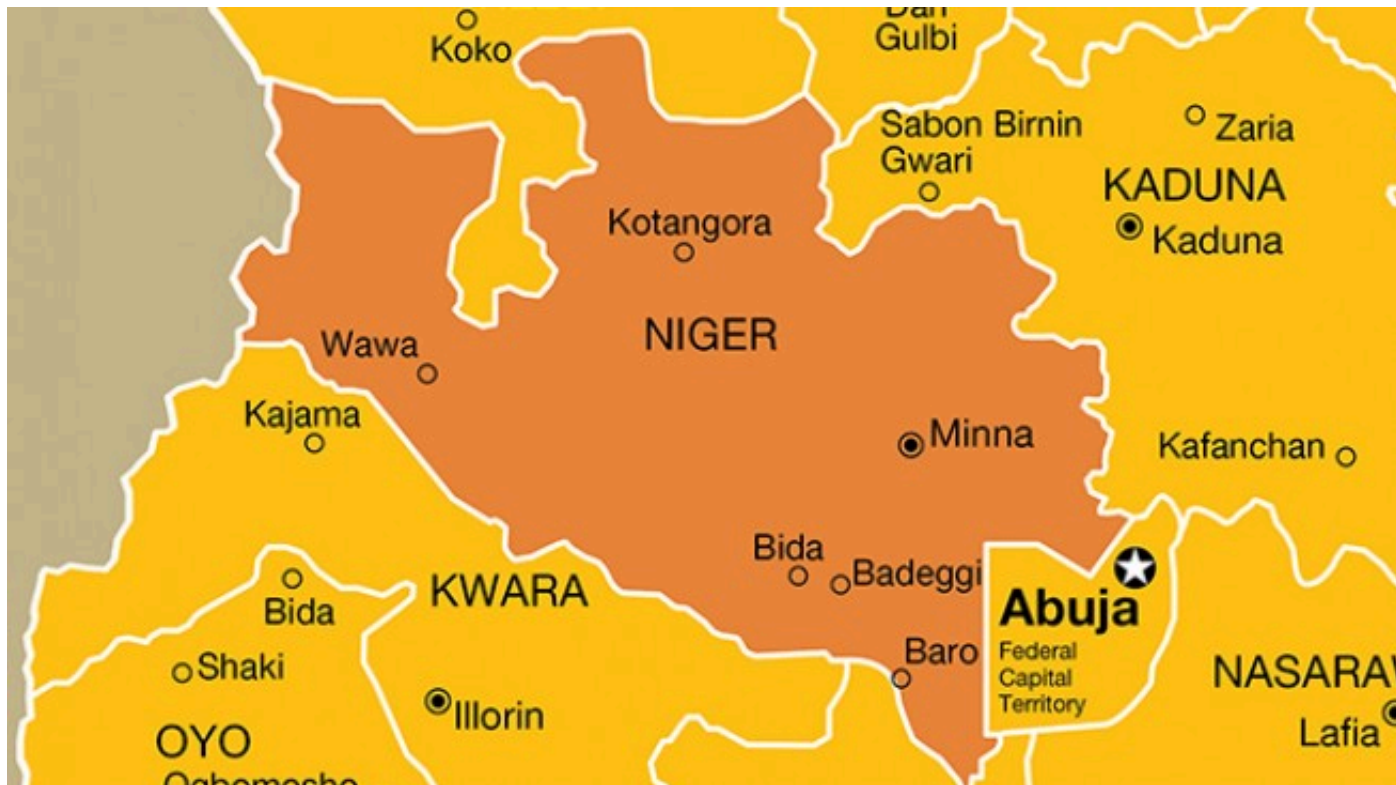 Koko
Gulbi
Sabon Birnin
Gwari
Zaria
KADUNA
Kaduna
Kotangora
NIGER
Wawa
Kajama
Minna
Kafanchan
Bida
Badeggi
Bida
KWARA
Abuja
Federal
Capital
Territory
Baro
Shaki
Illorin
OYO
Lafia